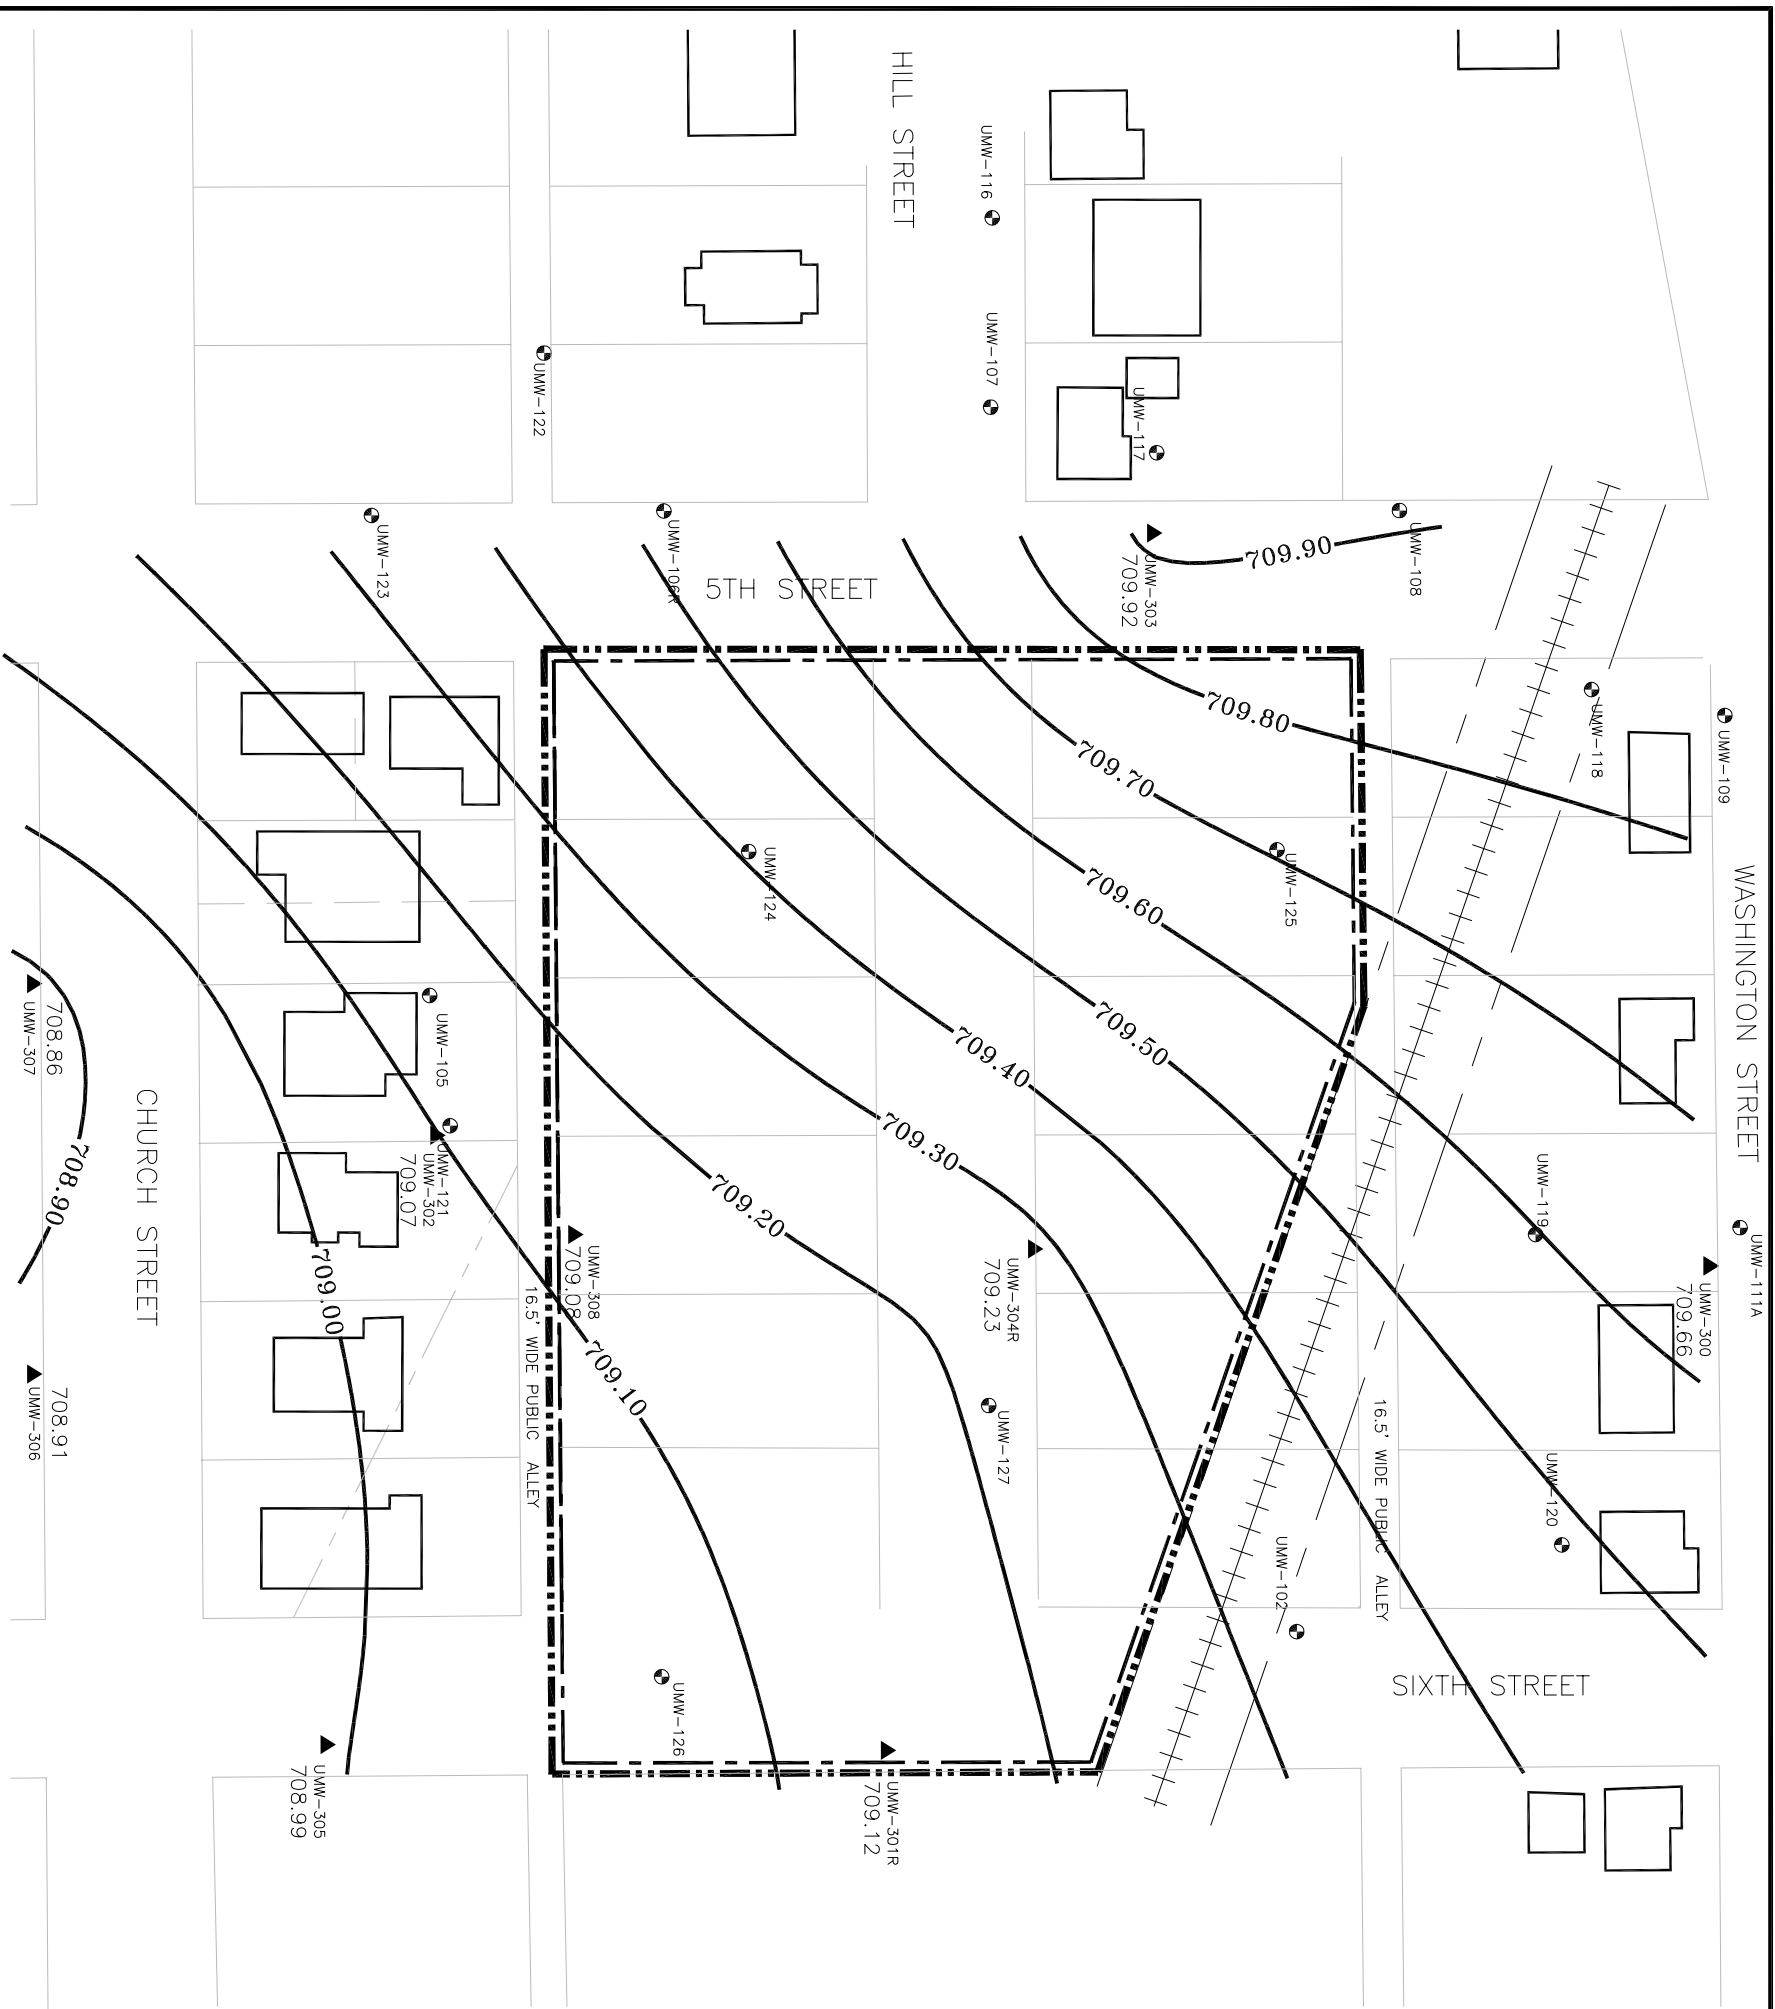 HILL STREET
UMW-116
UMW-107
UMW-117
UMW-122
UMW-123
UMW-106R
5TH STREET
UMW-303
709.92
709.90
UMW-108
UMW-118
UMW-109
709.80
709.70
709.60
709.50
709.40
709.30
709.20
709.10
709.00
708.90
UMW-124
UMW-125
WASHINGTON STREET
708.86
UMW-307
UMW-105
CHURCH STREET
UMW-121
UMW-302
709.07
UMW-308
709.08
UMW-304R
709.23
UMW-119
UMW-111A
UMW-300
709.66
16.5' WIDE PUBLIC ALLEY
16.5' WIDE PUBLIC ALLEY
708.91
UMW-306
UMW-127
UMW-120
UMW-102
SIXTH STREET
UMW-126
UMW-305
708.99
UMW-301R
709.12